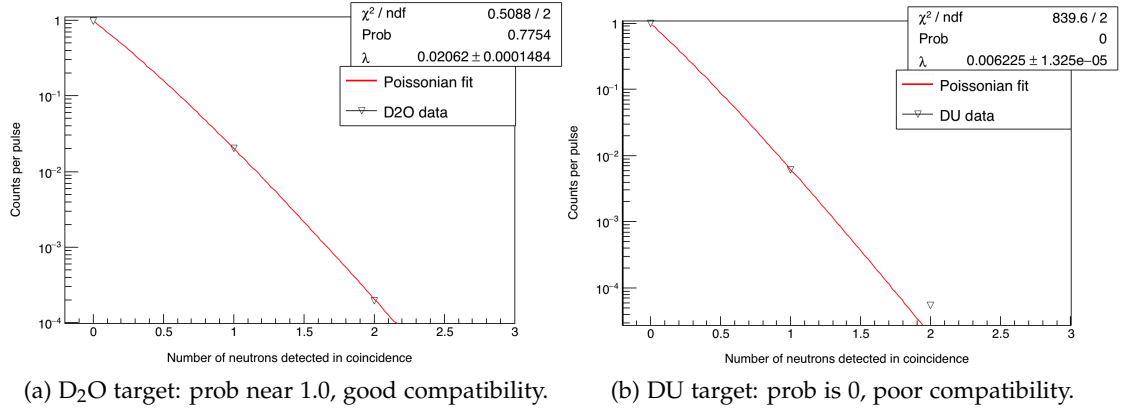 χ² / ndf 0.5088 / 2
Prob 0.7754
λ 0.02062 ± 0.0001484
Poissonian fit
D2O data
Counts per pulse
1
10⁻¹
10⁻²
10⁻³
10⁻⁴
0 0.5 1 1.5 2 2.5 3
Number of neutrons detected in coincidence
(a) D₂O target: prob near 1.0, good compatibility.
χ² / ndf 839.6 / 2
Prob 0
λ 0.006225 ± 1.325e−05
Poissonian fit
DU data
Counts per pulse
1
10⁻¹
10⁻²
10⁻³
10⁻⁴
0 0.5 1 1.5 2 2.5 3
Number of neutrons detected in coincidence
(b) DU target: prob is 0, poor compatibility.